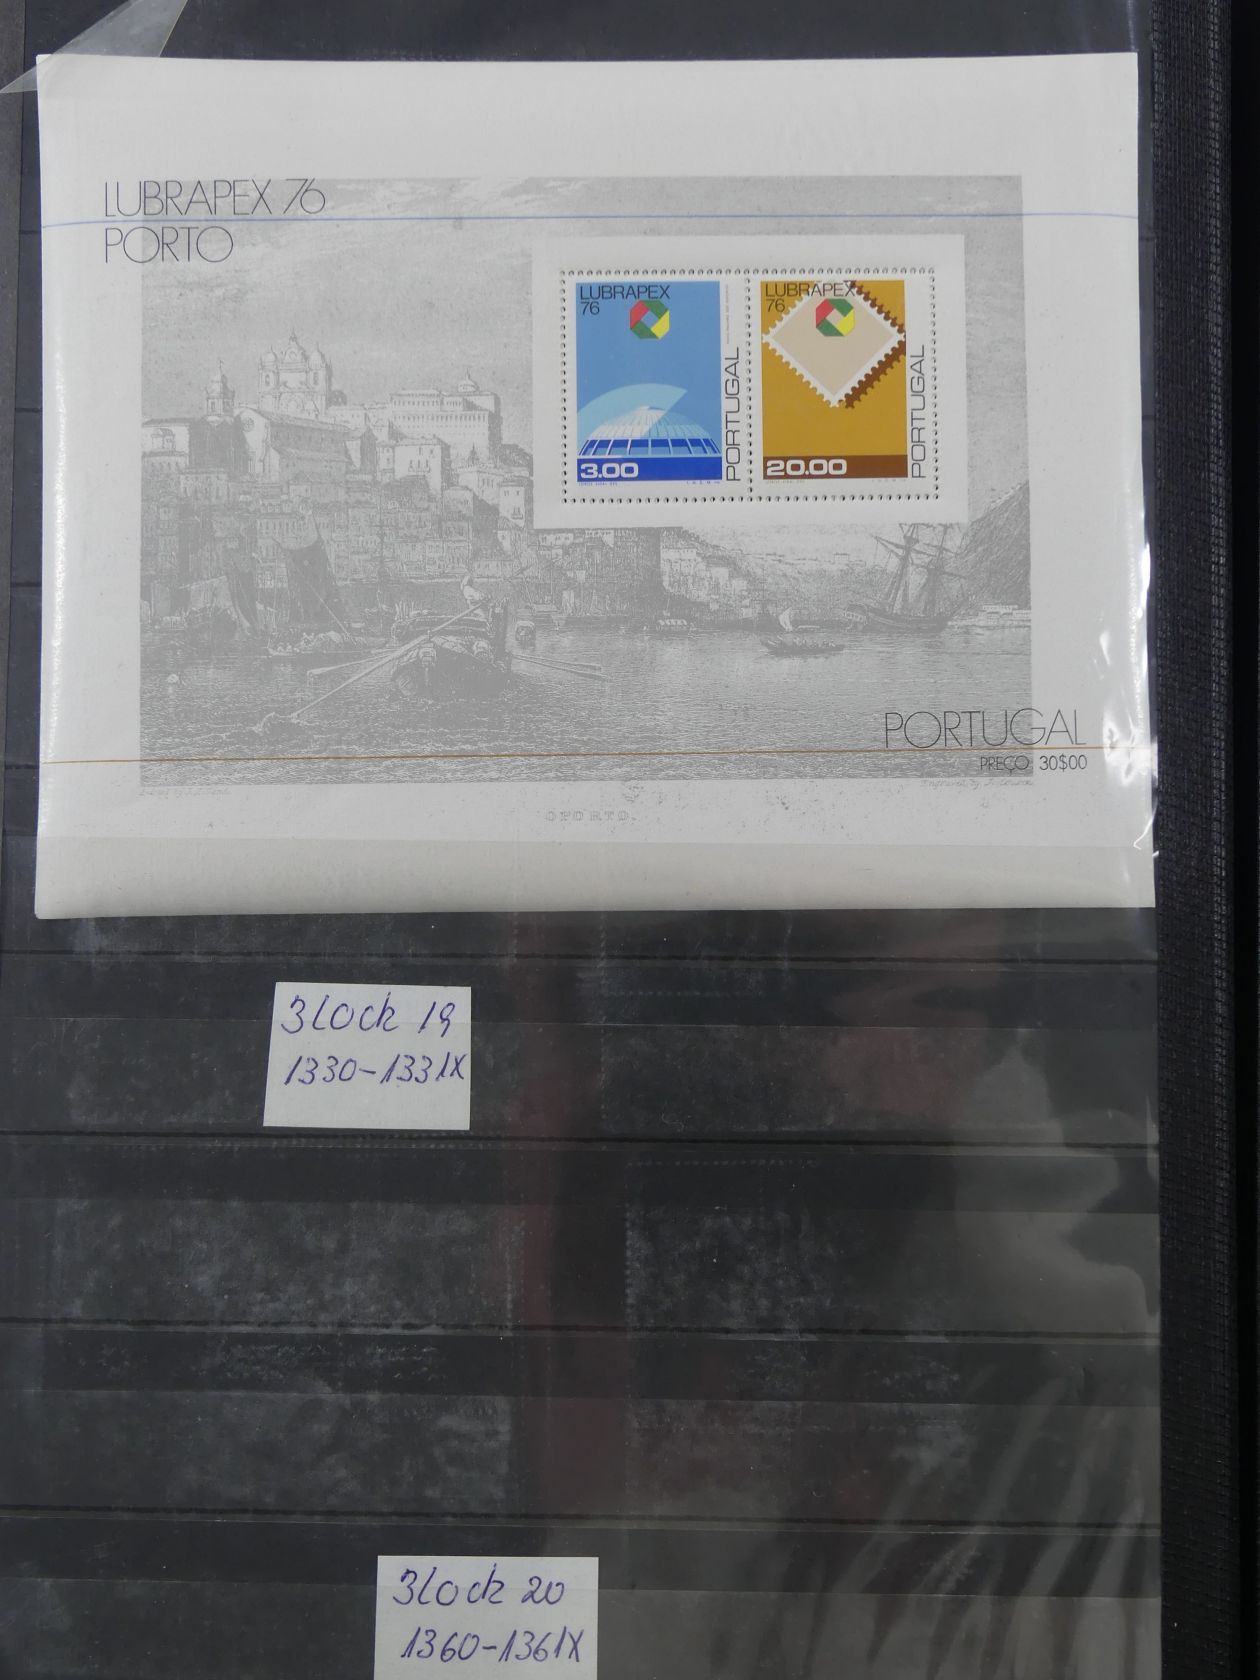 LUBRAPEX 76
PORTO
LUBRAPEX
76
PORTUGAL
3.00
LUBRAPEX
76
PORTUGAL
20.00
PORTUGAL
PREÇO 30$00
OPORTO.
Block 19
1330-1331X
Block 20
1360-1361X